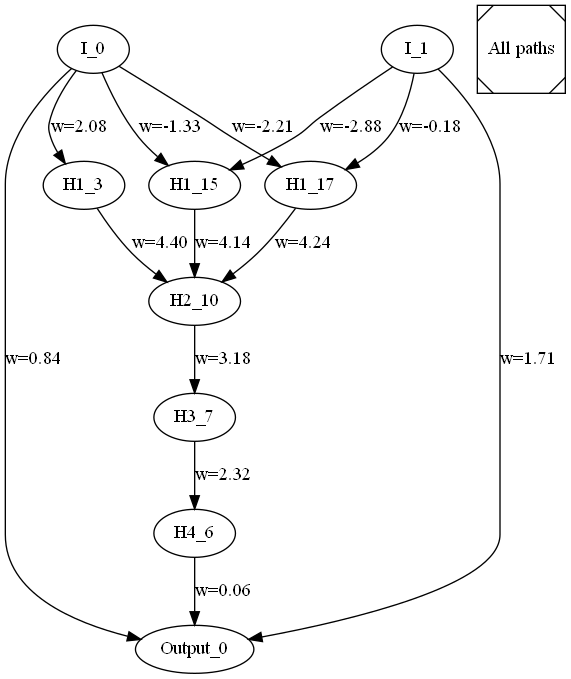 I_0
I_1
All paths
w=2.08
w=-1.33
w=-2.21
w=-2.88
w=-0.18
H1_3
H1_15
H1_17
w=4.40
w=4.14
w=4.24
H2_10
w=0.84
w=3.18
w=1.71
H3_7
w=2.32
H4_6
w=0.06
Output_0